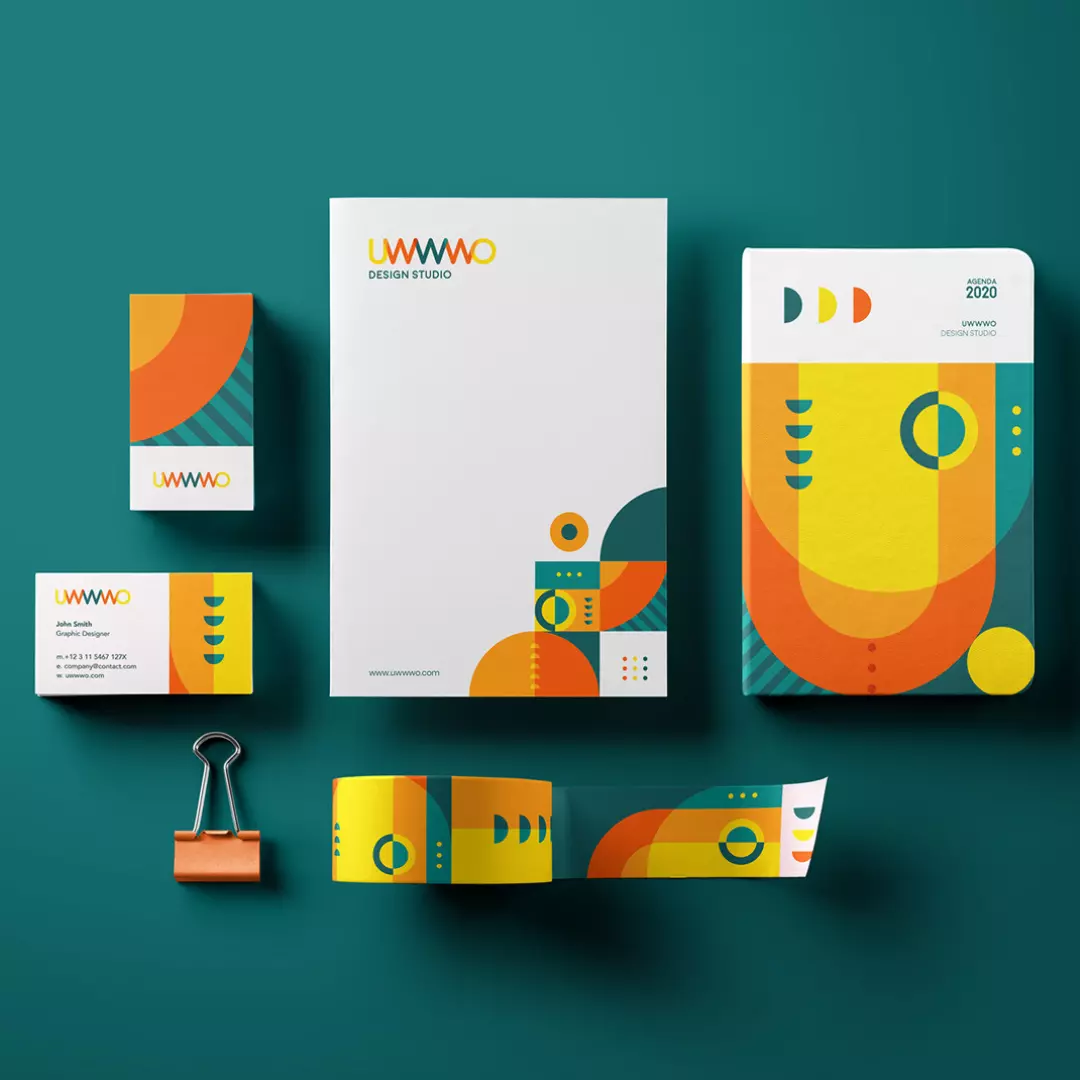 UWWWO
DESIGN STUDIO
www.uwwwo.com
AGENDA
2020
UWWWO
DESIGN STUDIO
UWWWO
UWWWO
John Smith
Graphic Designer
m.+12 3 11 5467 127X
e. company@contact.com
w. uwwwo.com